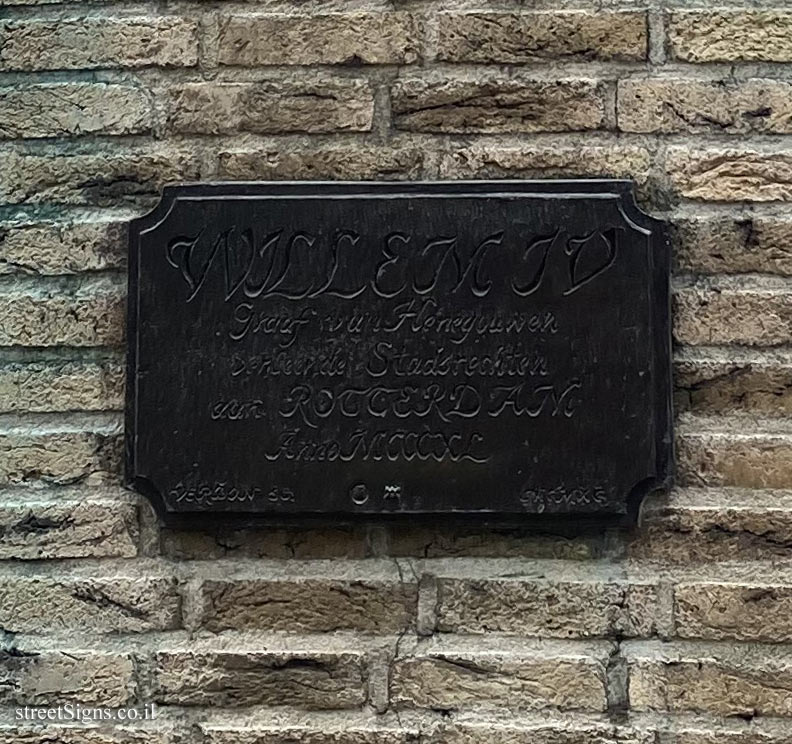 WILLEM IV
Graaf van Henegouwen
verleende Stadsrechten
aan ROTTERDAM
Anno MCCCXL
streetSigns.co.il